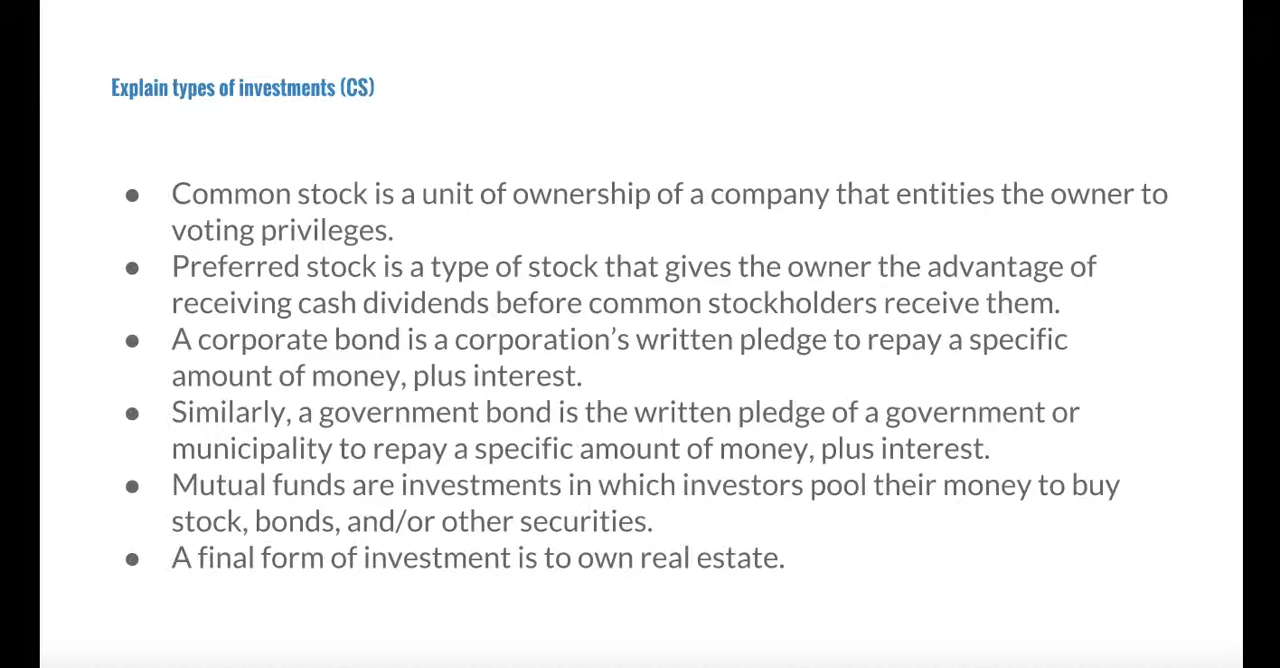 Explain types of investments (CS)
● Common stock is a unit of ownership of a company that entities the owner to
voting privileges.
● Preferred stock is a type of stock that gives the owner the advantage of
receiving cash dividends before common stockholders receive them.
● A corporate bond is a corporation’s written pledge to repay a specific
amount of money, plus interest.
● Similarly, a government bond is the written pledge of a government or
municipality to repay a specific amount of money, plus interest.
● Mutual funds are investments in which investors pool their money to buy
stock, bonds, and/or other securities.
● A final form of investment is to own real estate.